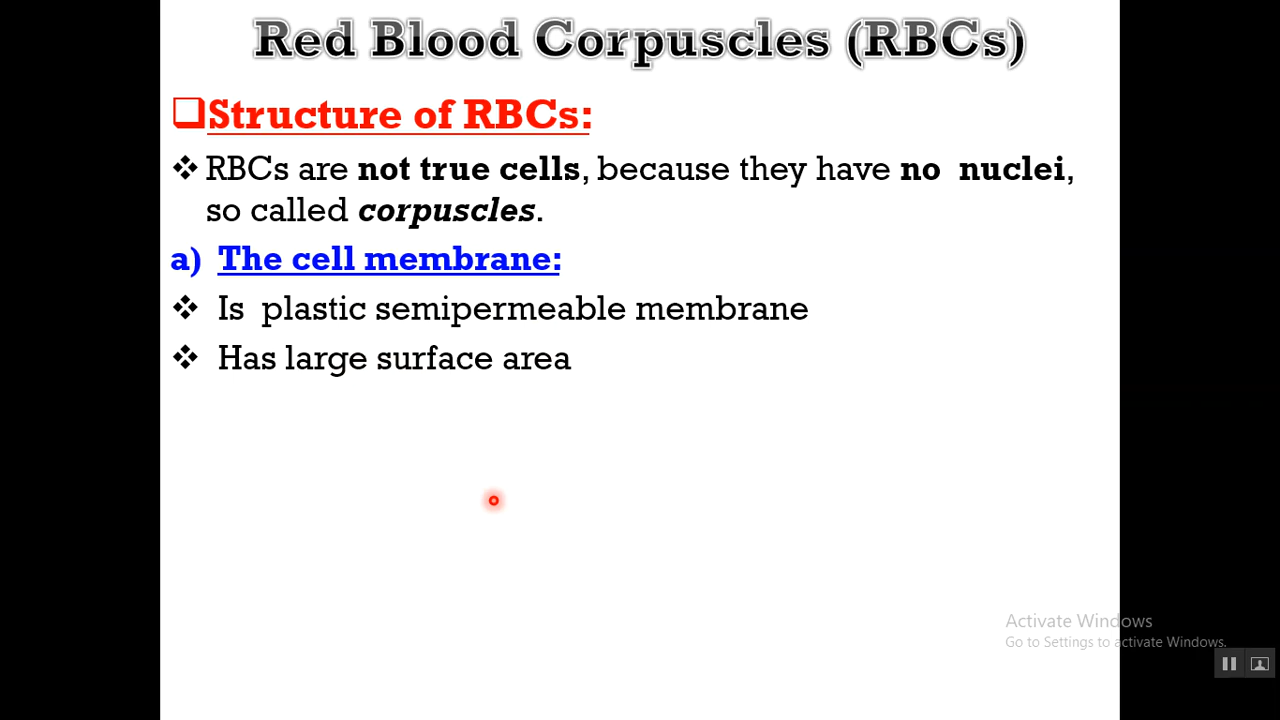 Red Blood Corpuscles (RBCs)
Structure of RBCs:
RBCs are not true cells, because they have no nuclei,
so called corpuscles.
a) The cell membrane:
Is plastic semipermeable membrane
Has large surface area
Activate Windows
Go to Settings to activate Windows.